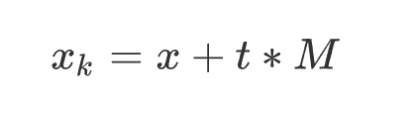 x_k = x + t * M